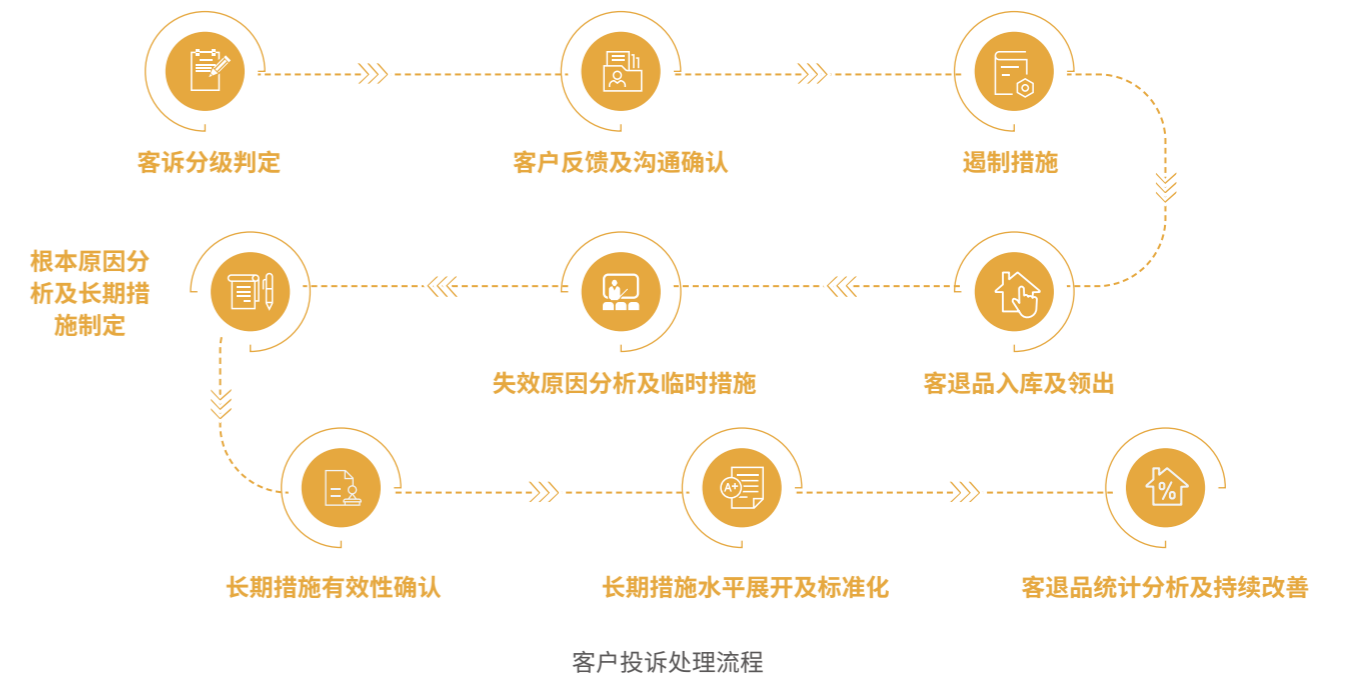 客诉分级判定
客户反馈及沟通确认
遏制措施
客退品入库及领出
失效原因分析及临时措施
根本原因分
析及长期措
施制定
长期措施有效性确认
A+
长期措施水平展开及标准化
%
客退品统计分析及持续改善
客户投诉处理流程